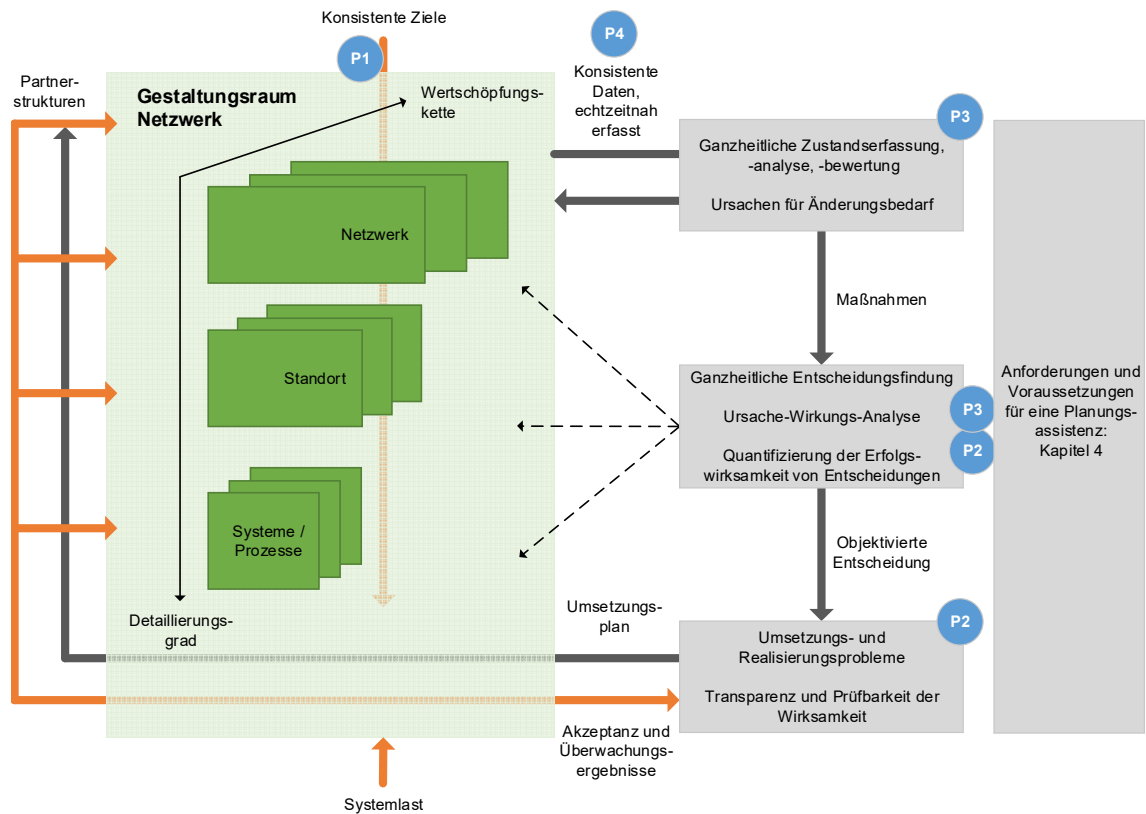 Konsistente Ziele
P1
P4
Konsistente
Daten,
echtzeitnah
erfasst
Partner-
strukturen
Gestaltungsraum
Netzwerk
Wertschöpfungs-
kette
Netzwerk
Standort
Systeme /
Prozesse
Detaillierungs-
grad
P3
Ganzheitliche Zustandserfassung,
-analyse, -bewertung
Ursachen für Änderungsbedarf
Maßnahmen
Ganzheitliche Entscheidungsfindung
Ursache-Wirkungs-Analyse
Quantifizierung der Erfolgs-
wirksamkeit von Entscheidungen
P3
P2
Objektivierte
Entscheidung
Umsetzungs-
plan
P2
Umsetzungs- und
Realisierungsprobleme
Transparenz und Prüfbarkeit der
Wirksamkeit
Akzeptanz und
Überwachungs-
ergebnisse
Systemlast
Anforderungen und
Voraussetzungen
für eine Planungs-
assistenz:
Kapitel 4